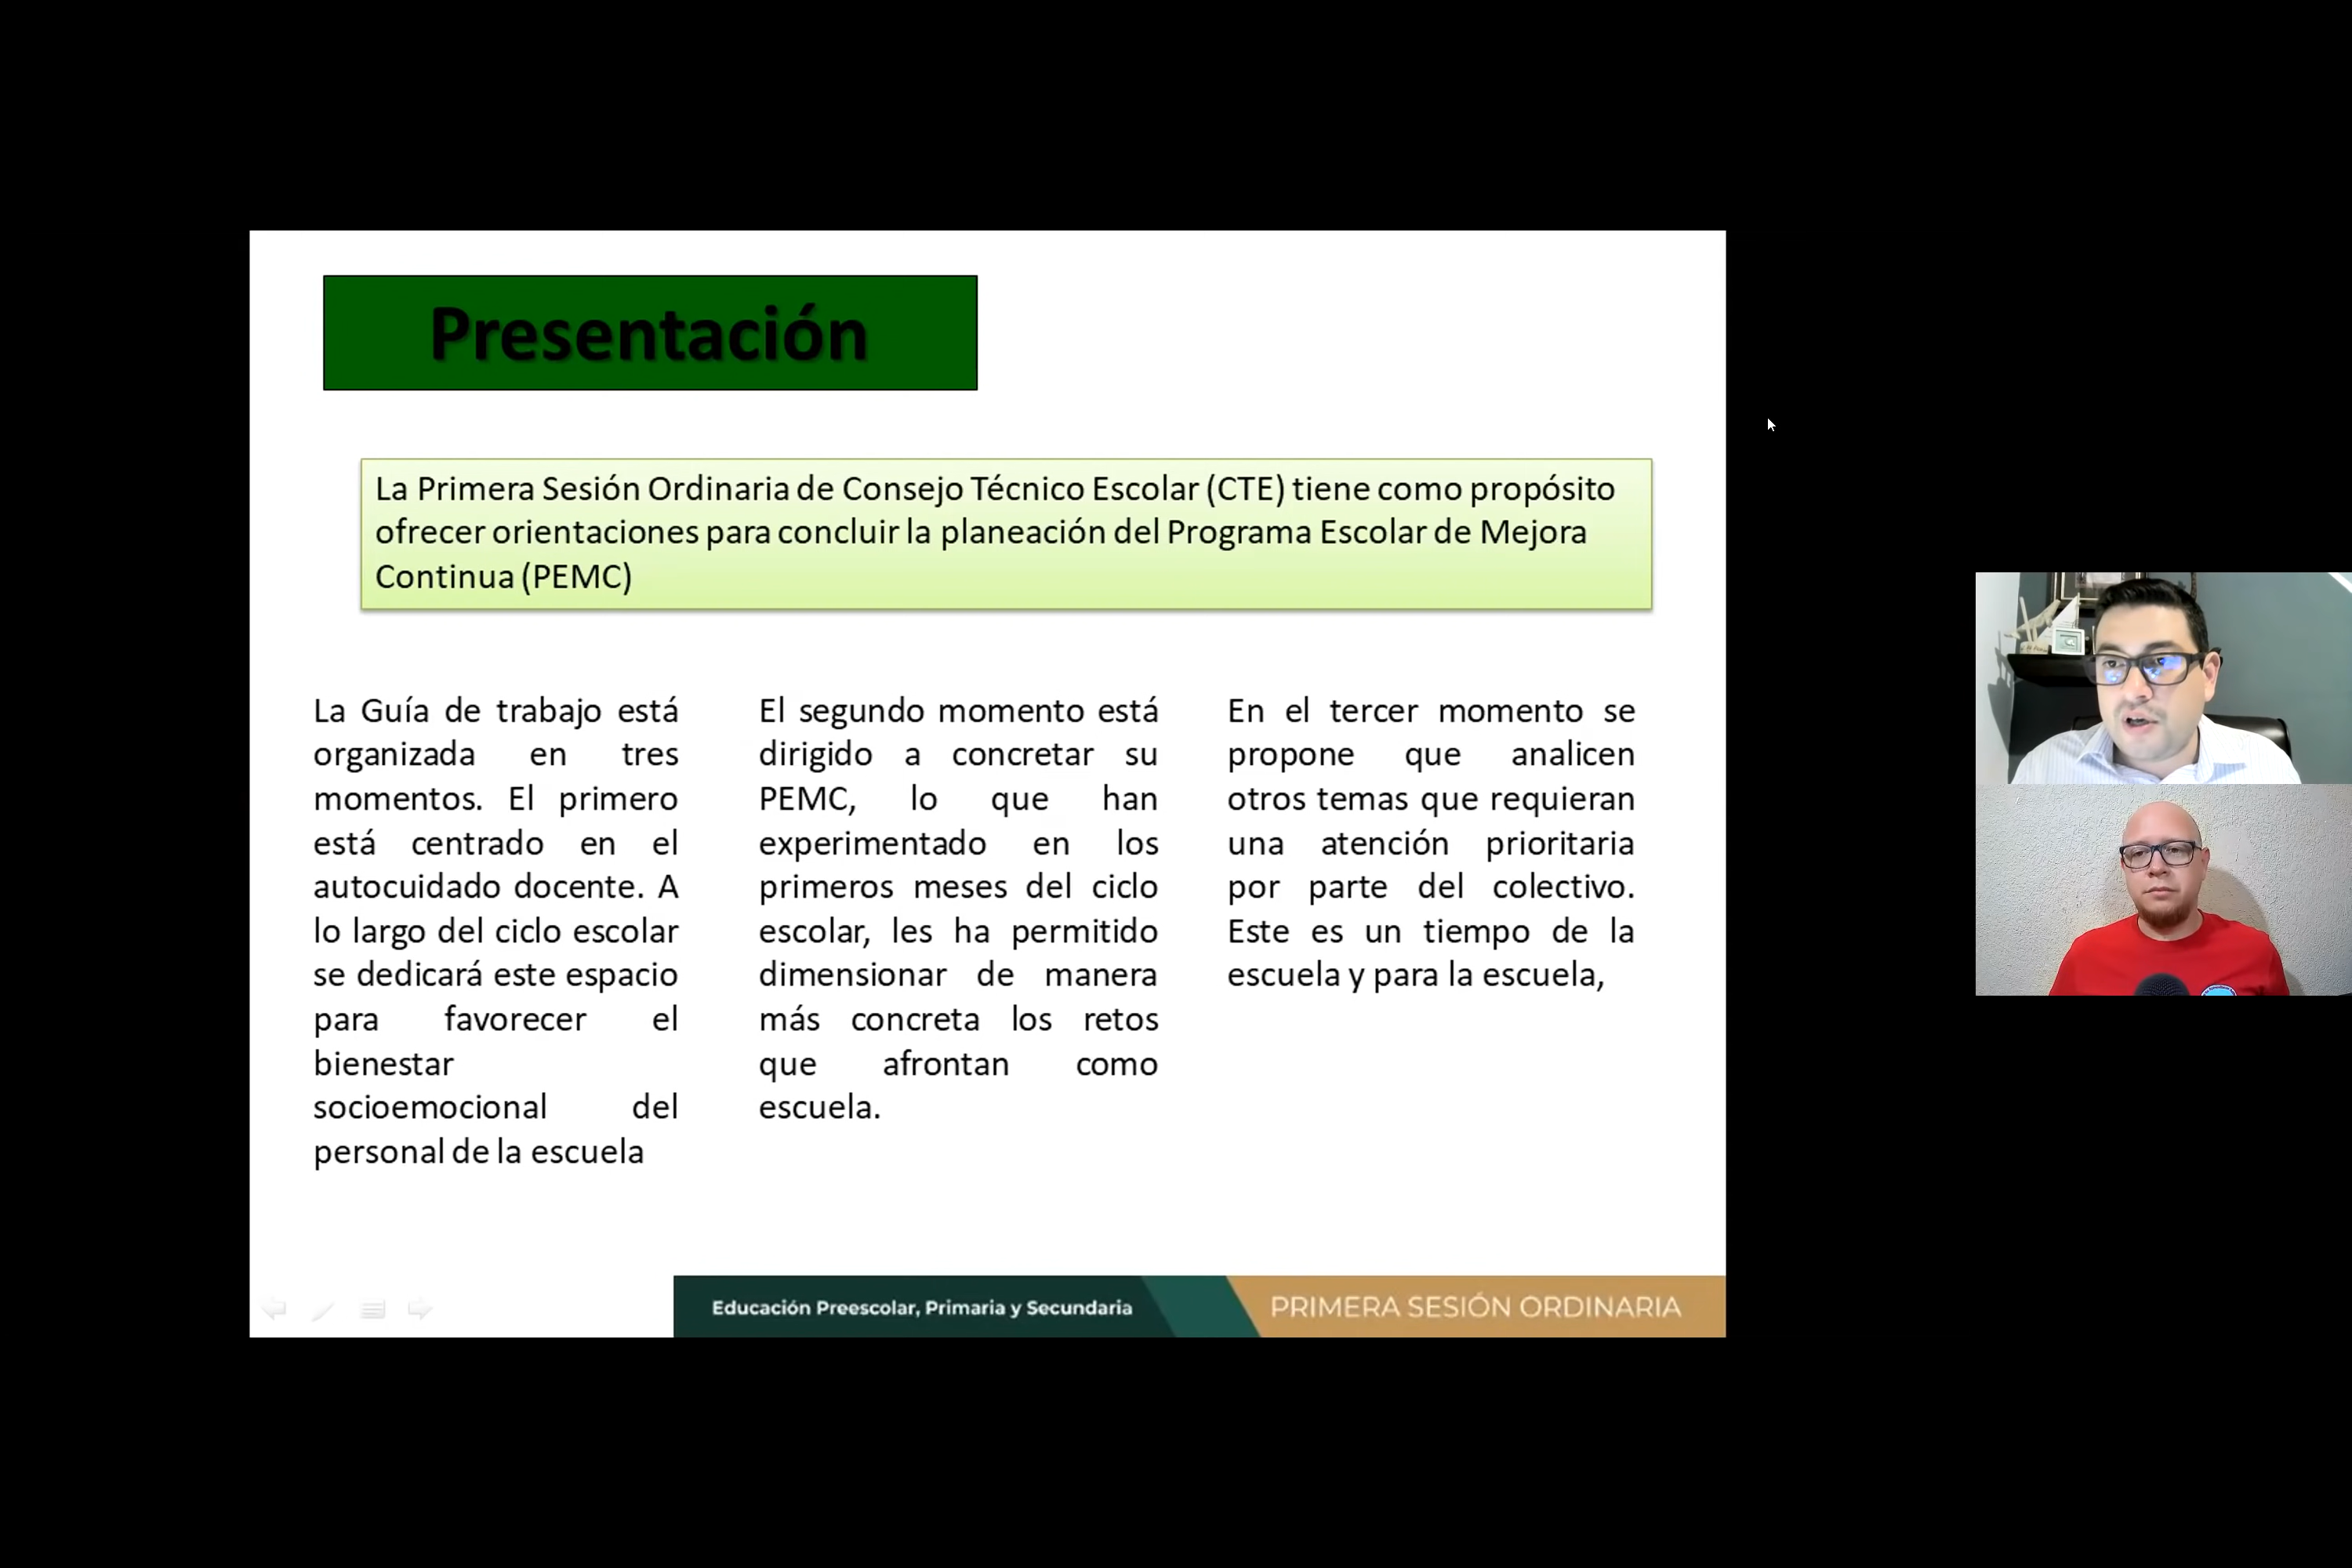 Presentación
La Primera Sesión Ordinaria de Consejo Técnico Escolar (CTE) tiene como propósito
ofrecer orientaciones para concluir la planeación del Programa Escolar de Mejora
Continua (PEMC)
La Guía de trabajo está
organizada en tres
momentos. El primero
está centrado en el
autocuidado docente. A
lo largo del ciclo escolar
se dedicará este espacio
para favorecer el
bienestar
socioemocional del
personal de la escuela
El segundo momento está
dirigido a concretar su
PEMC, lo que han
experimentado en los
primeros meses del ciclo
escolar, les ha permitido
dimensionar de manera
más concreta los retos
que afrontan como
escuela.
En el tercer momento se
propone que analicen
otros temas que requieran
una atención prioritaria
por parte del colectivo.
Este es un tiempo de la
escuela y para la escuela,
Educación Preescolar, Primaria y Secundaria
PRIMERA SESIÓN ORDINARIA